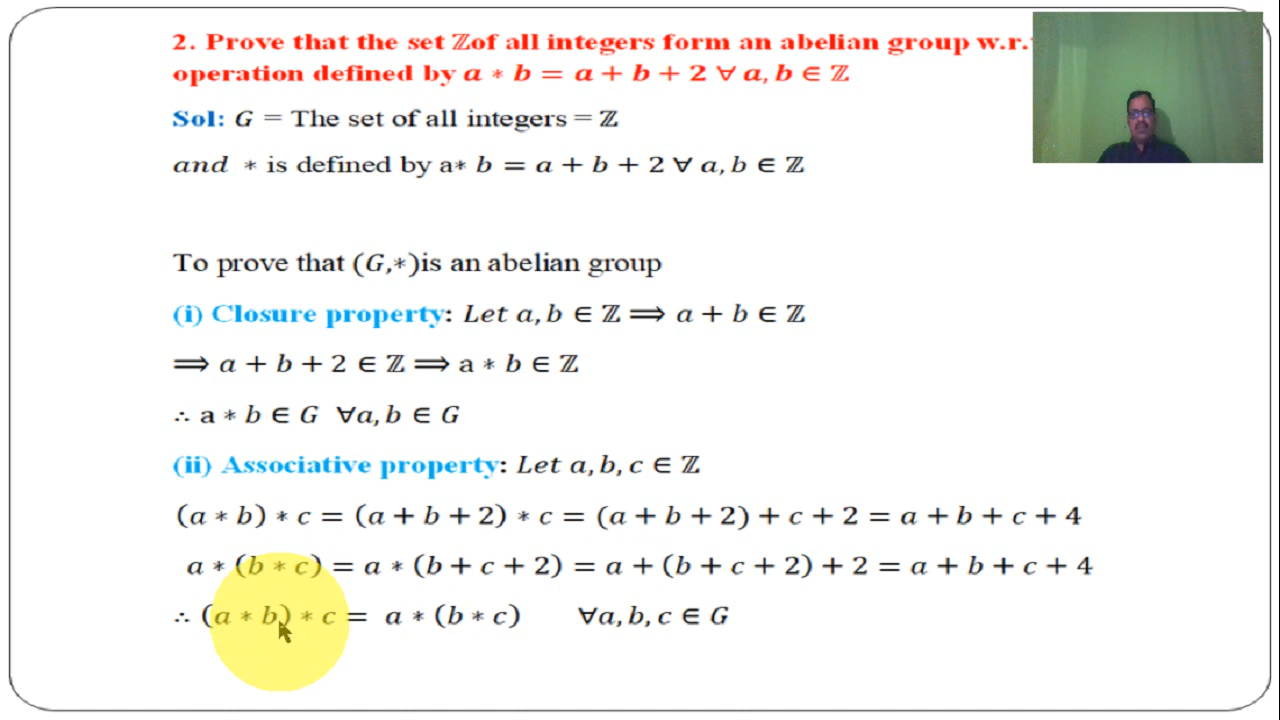 2. Prove that the set ℤof all integers form an abelian group w.r.
operation defined by a * b = a + b + 2 ∀ a, b ∈ ℤ
Sol: G = The set of all integers = ℤ
and * is defined by a* b = a + b + 2 ∀ a, b ∈ ℤ
To prove that (G,*)is an abelian group
(i) Closure property: Let a, b ∈ ℤ ⟹ a + b ∈ ℤ
⟹ a + b + 2 ∈ ℤ ⟹ a * b ∈ ℤ
∴ a * b ∈ G ∀a, b ∈ G
(ii) Associative property: Let a, b, c ∈ ℤ
(a * b) * c = (a + b + 2) * c = (a + b + 2) + c + 2 = a + b + c + 4
a * (b * c) = a * (b + c + 2) = a + (b + c + 2) + 2 = a + b + c + 4
∴ (a * b) * c = a * (b * c) ∀a, b, c ∈ G